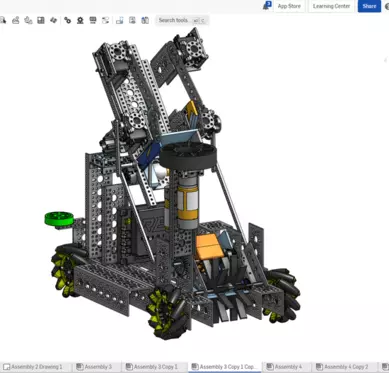 3
App Store
Learning Center
Share
Search tools...
Assembly 2 Drawing 1
Assembly 3
Assembly 3 Copy 1
Assembly 3 Copy 1 Cop...
Assembly 4
Assembly 4 Copy 2